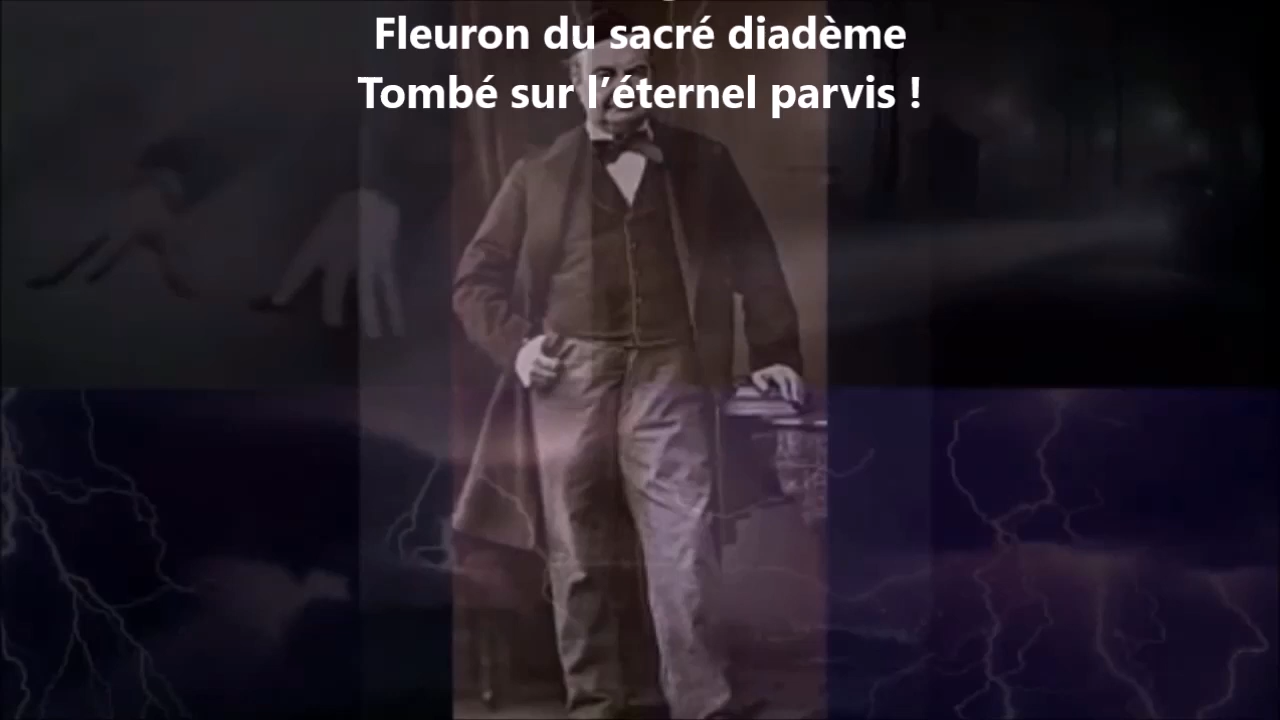 Fleuron du sacré diadème
Tombé sur l’éternel parvis !